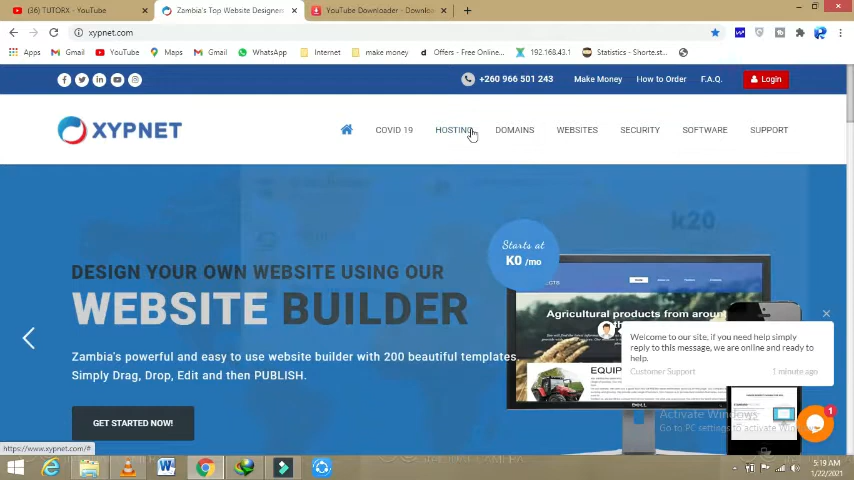 (36) TUTORX - YouTube
Zambia's Top Website Designers
YouTube Downloader - Downlo
xypnet.com
Apps
Gmail
YouTube
Maps
Gmail
WhatsApp
Internet
make money
Offers - Free Online...
192.168.43.1
Statistics - Shorte.st...
+260 966 501 243
Make Money
How to Order
F.A.Q.
Login
XYPNET
COVID 19
HOSTING
DOMAINS
WEBSITES
SECURITY
SOFTWARE
SUPPORT
k20
Starts at
K0 /mo
DESIGN YOUR OWN WEBSITE USING OUR
WEBSITE BUILDER
Zambia's powerful and easy to use website builder with 200 beautiful templates,
Simply Drag, Drop, Edit and then PUBLISH.
GET STARTED NOW!
Agricultural products from aroun
EQUIP
DELL
Welcome to our site, if you need help simply
reply to this message, we are online and ready to
help.
Customer Support
1 minute ago
1
Activate Windows
Go to PC settings to activate Windows
https://www.xypnet.com/#
5:19 AM
1/22/2021